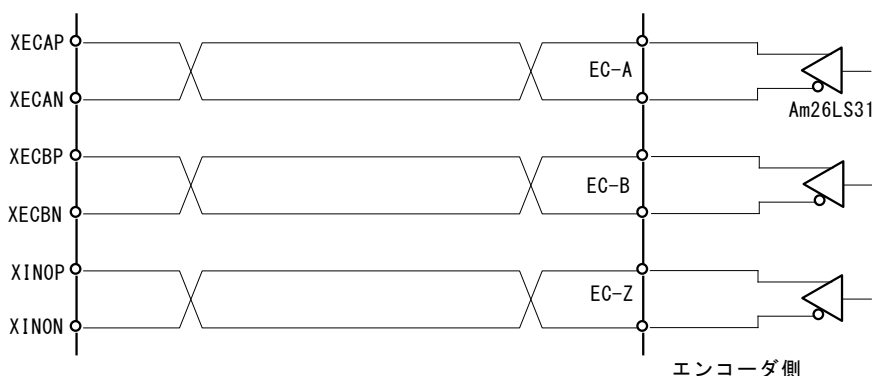 XECAP
EC-A
XECAN
Am26LS31
XECBP
EC-B
XECBN
XINOP
EC-Z
XINON
エンコーダ側